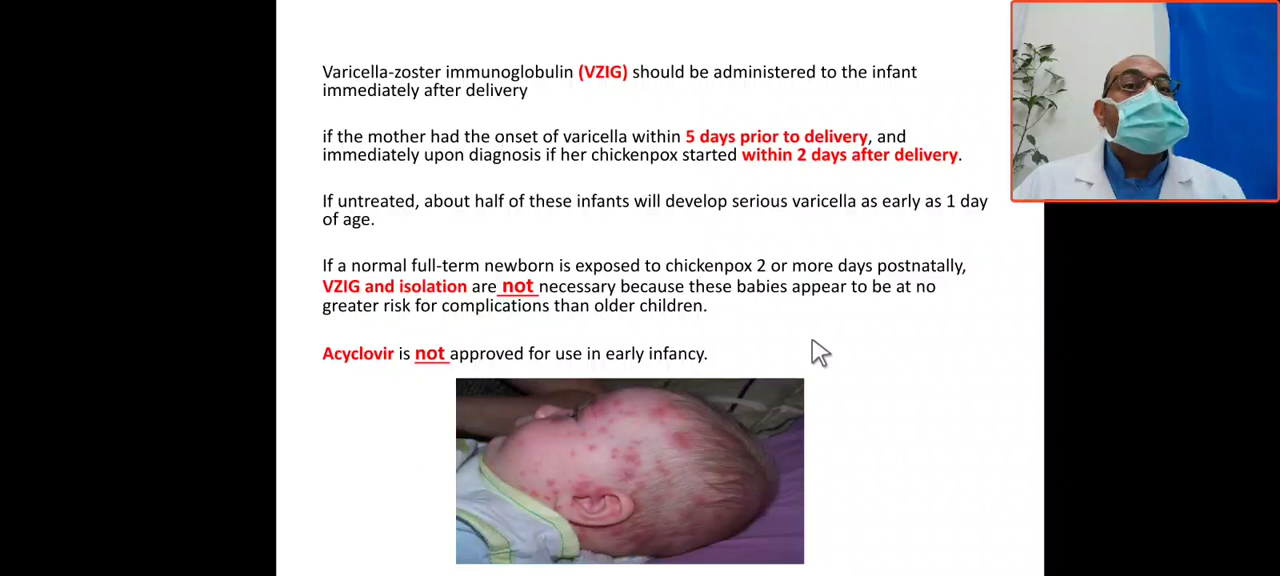 Varicella-zoster immunoglobulin (VZIG) should be administered to the infant
immediately after delivery
if the mother had the onset of varicella within 5 days prior to delivery, and
immediately upon diagnosis if her chickenpox started within 2 days after delivery.
If untreated, about half of these infants will develop serious varicella as early as 1 day
of age.
If a normal full-term newborn is exposed to chickenpox 2 or more days postnatally,
VZIG and isolation are not necessary because these babies appear to be at no
greater risk for complications than older children.
Acyclovir is not approved for use in early infancy.